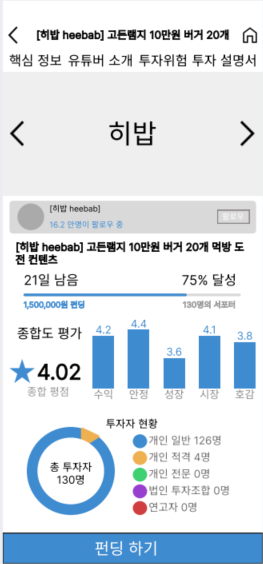 [히밥 heebab] 고든램지 10만원 버거 20개
핵심 정보 유튜버 소개 투자위험 투자 설명서
히밥
[히밥 heebab]
16.2 만명이 팔로우 중
팔로우
[히밥 heebab] 고든램지 10만원 버거 20개 먹방 도
전 컨텐츠
21일 남음 75% 달성
1,500,000원 펀딩 130명의 서포터
종합도 평가
4.02
종합 평점
4.2 4.4 3.6 4.1 3.8
수익 안정 성장 시장 호감
투자자 현황
총 투자자
130명
개인 일반 126명
개인 적격 4명
개인 전문 0명
법인 투자조합 0명
연고자 0명
펀딩 하기